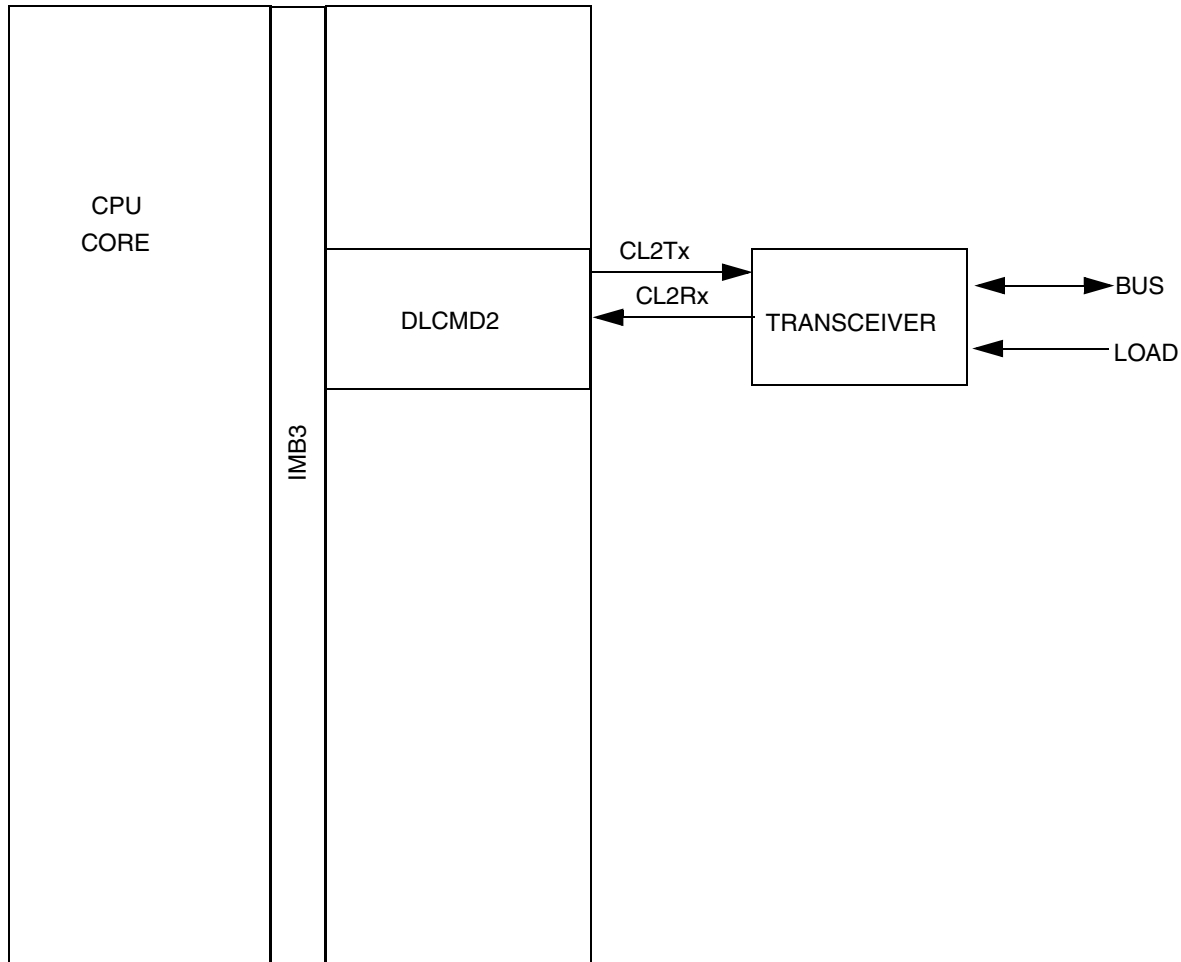 CPU
CORE
IMB3
DLCMD2
CL2Tx
CL2Rx
TRANSCEIVER
BUS
LOAD